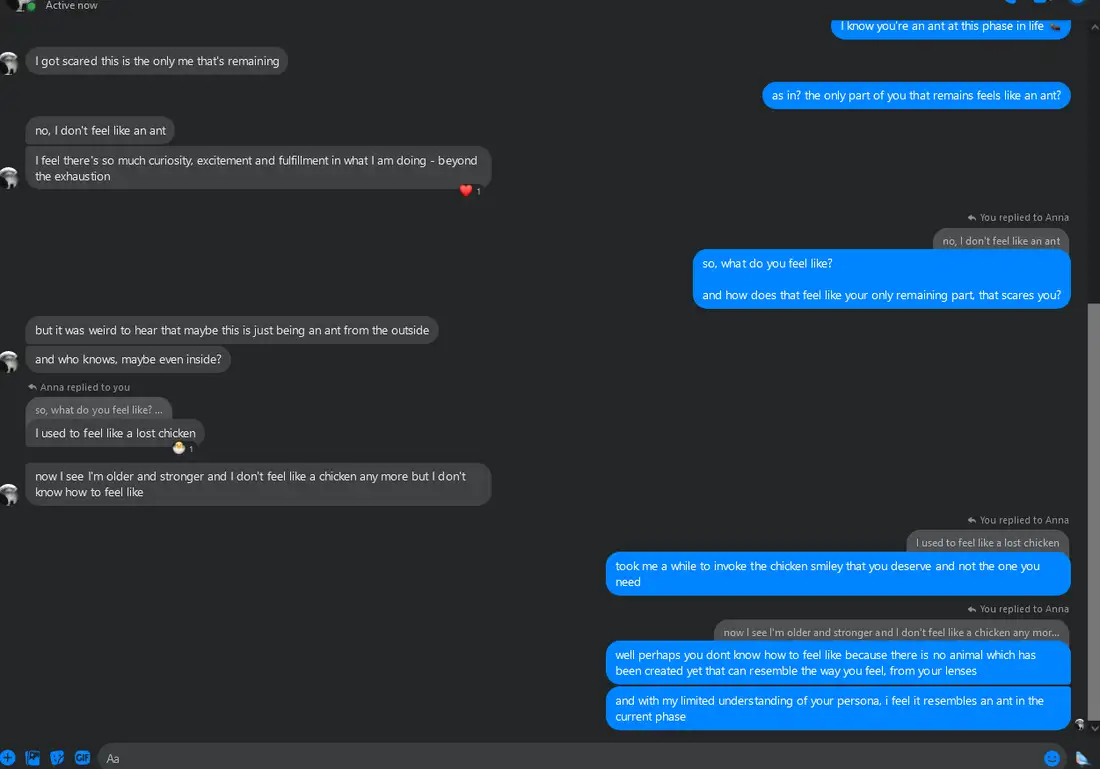 Active now
I know you're an ant at this phase in life
I got scared this is the only me that's remaining
as in? the only part of you that remains feels like an ant?
no, I don't feel like an ant
I feel there's so much curiosity, excitement and fulfillment in what I am doing - beyond
the exhaustion
1
You replied to Anna
no, I don't feel like an ant
so, what do you feel like?
and how does that feel like your only remaining part, that scares you?
but it was weird to hear that maybe this is just being an ant from the outside
and who knows, maybe even inside?
Anna replied to you
so, what do you feel like? ...
I used to feel like a lost chicken
1
now I see I'm older and stronger and I don't feel like a chicken any more but I don't
know how to feel like
You replied to Anna
I used to feel like a lost chicken
took me a while to invoke the chicken smiley that you deserve and not the one you
need
You replied to Anna
now I see I'm older and stronger and I don't feel like a chicken any mor...
well perhaps you dont know how to feel like because there is no animal which has
been created yet that can resemble the way you feel, from your lenses
and with my limited understanding of your persona, i feel it resembles an ant in the
current phase
GIF
Aa